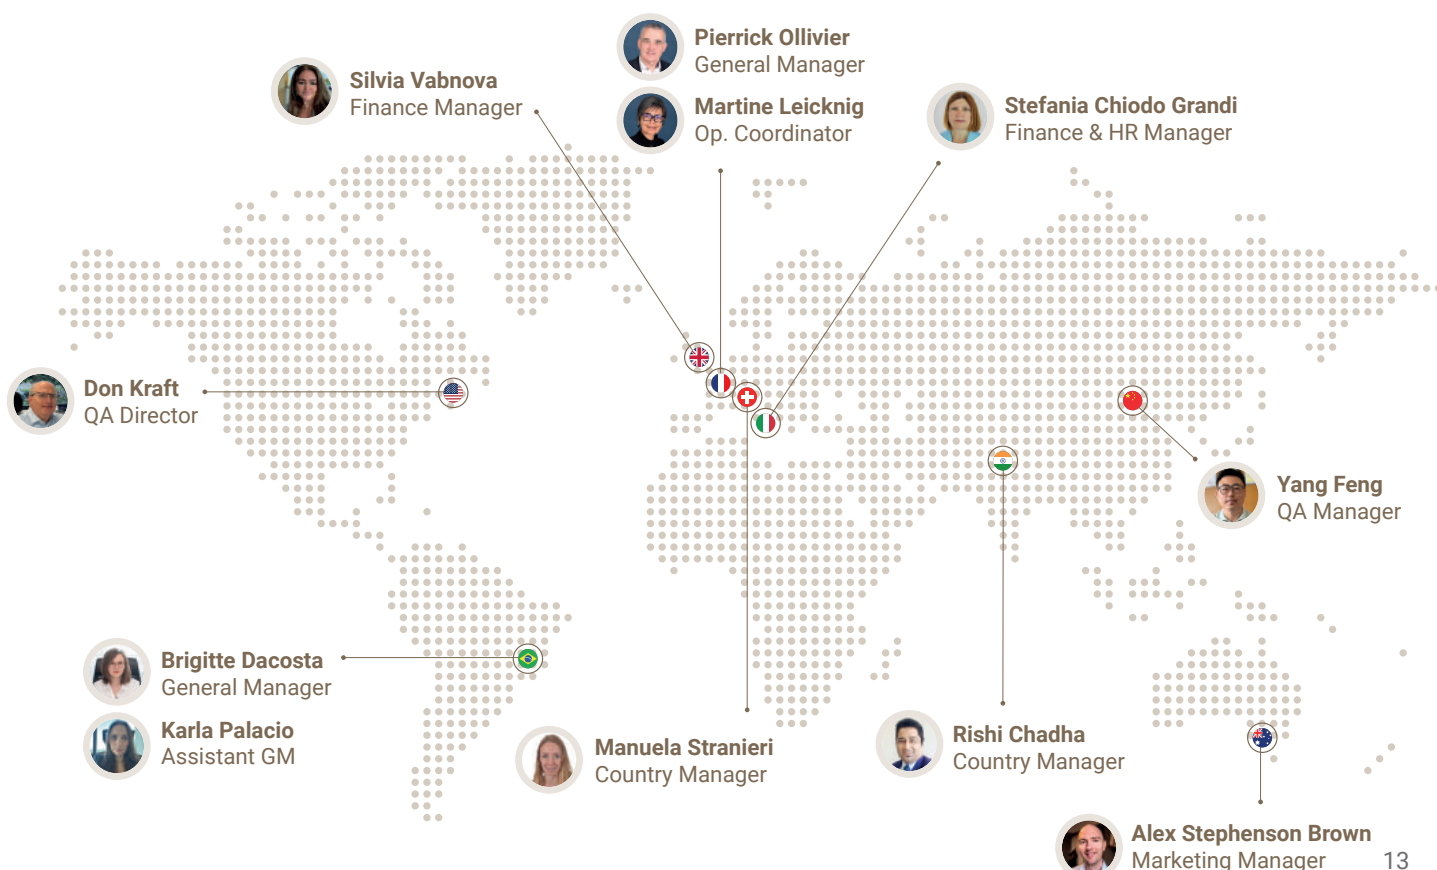 Pierrick Ollivier
General Manager
Silvia Vabnova
Finance Manager
Martine Leicknig
Op. Coordinator
Stefania Chiodo Grandi
Finance & HR Manager
Don Kraft
QA Director
Yang Feng
QA Manager
Brigitte Dacosta
General Manager
Karla Palacio
Assistant GM
Manuela Stranieri
Country Manager
Rishi Chadha
Country Manager
Alex Stephenson Brown
Marketing Manager
13